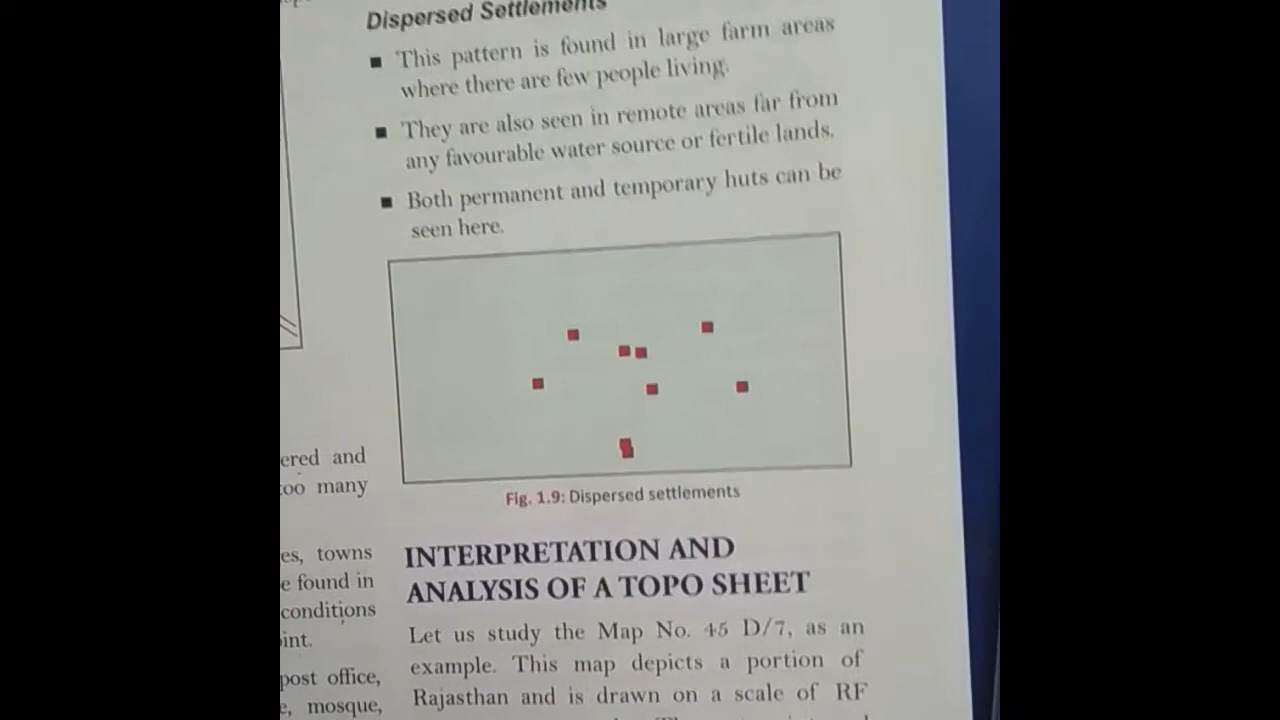 ered and
too many
es, towns
e found in
conditions
int.
post office,
e, mosque,
Dispersed Settlements
■ This pattern is found in large farm areas
where there are few people living.
■ They are also seen in remote areas far from
any favourable water source or fertile lands.
■ Both permanent and temporary huts can be
seen here.
Fig. 1.9: Dispersed settlements
INTERPRETATION AND
ANALYSIS OF A TOPO SHEET
Let us study the Map No. 45 D/7, as an
example. This map depicts a portion of
Rajasthan and is drawn on a scale of RF